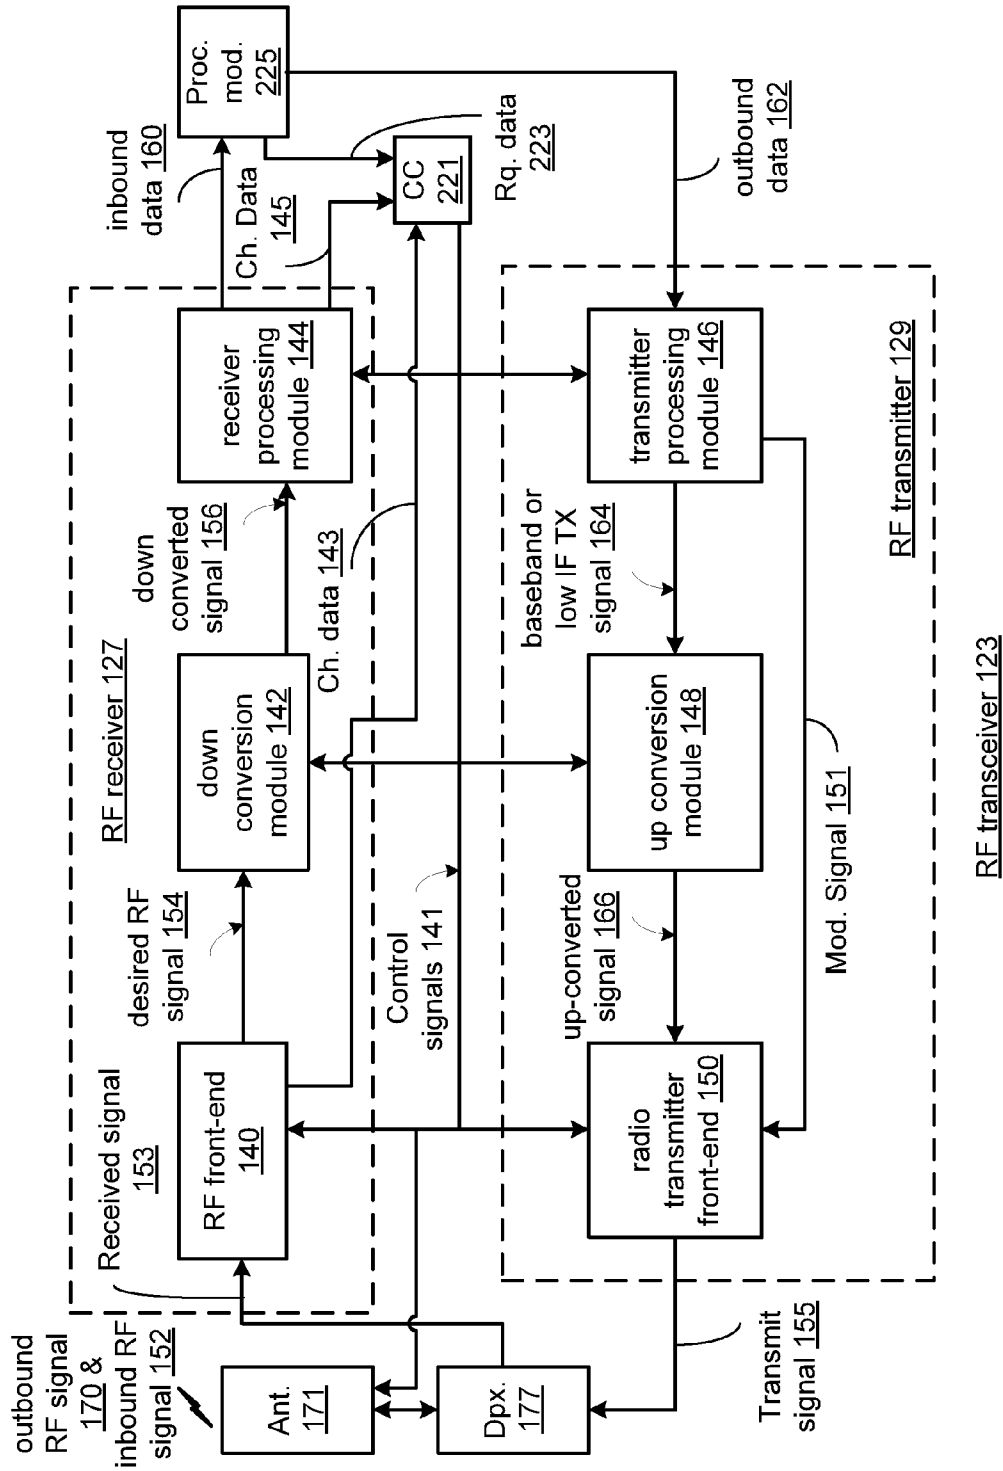 outbound
RF signal
170 &
inbound RF
signal 152
Ant.
171
Dpx.
177
Received signal
153
RF receiver 127
RF front-end
140
desired RF
signal 154
down
conversion
module 142
down
converted
signal 156
receiver
processing
module 144
inbound
data 160
Proc.
mod.
225
Ch. Data
145
CC
221
Rq. data
223
Ch. data 143
Control
signals 141
outbound
data 162
Transmit
signal 155
radio
transmitter
front-end 150
up-converted
signal 166
up conversion
module 148
baseband or
low IF TX
signal 164
transmitter
processing
module 146
Mod. Signal 151
RF transmitter 129
RF transceiver 123